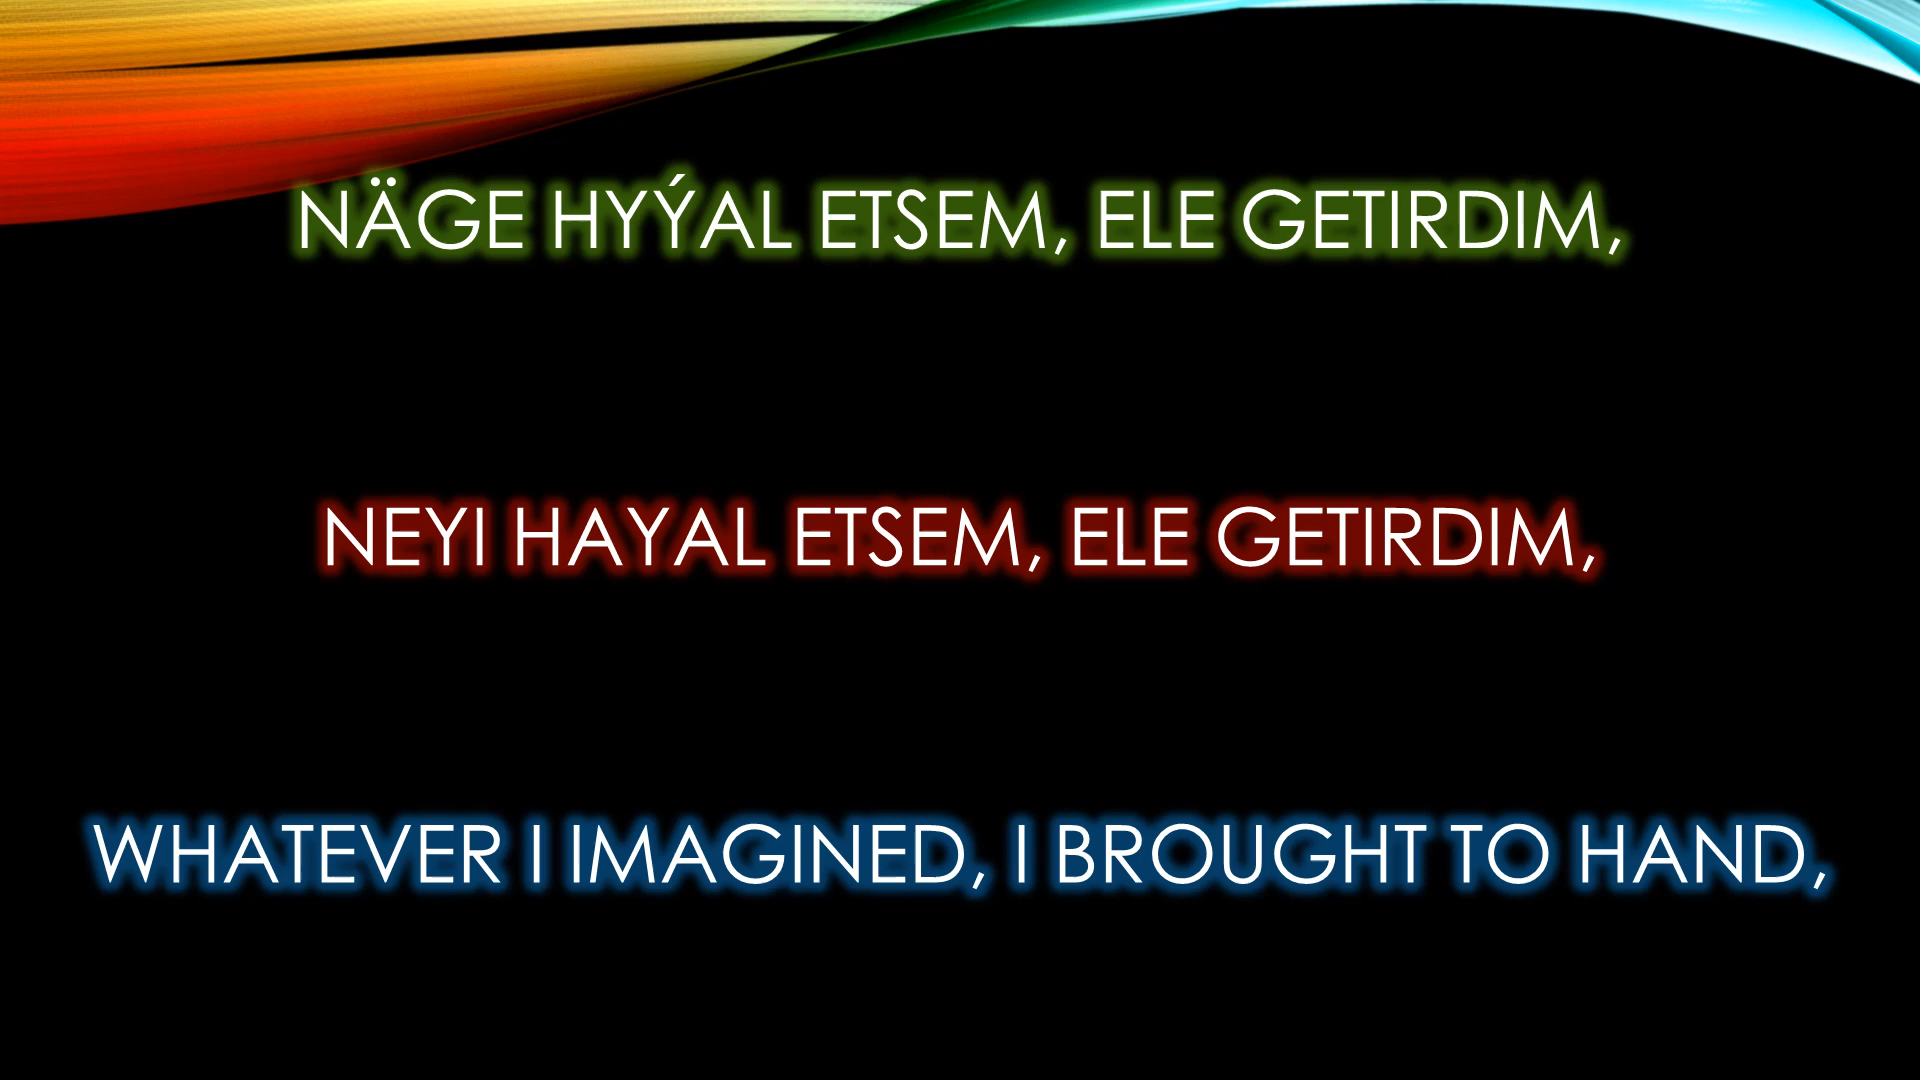 NÄGE HYÝAL ETSEM, ELE GETIRDIM,
NEYI HAYAL ETSEM, ELE GETIRDIM,
WHATEVER I IMAGINED, I BROUGHT TO HAND,